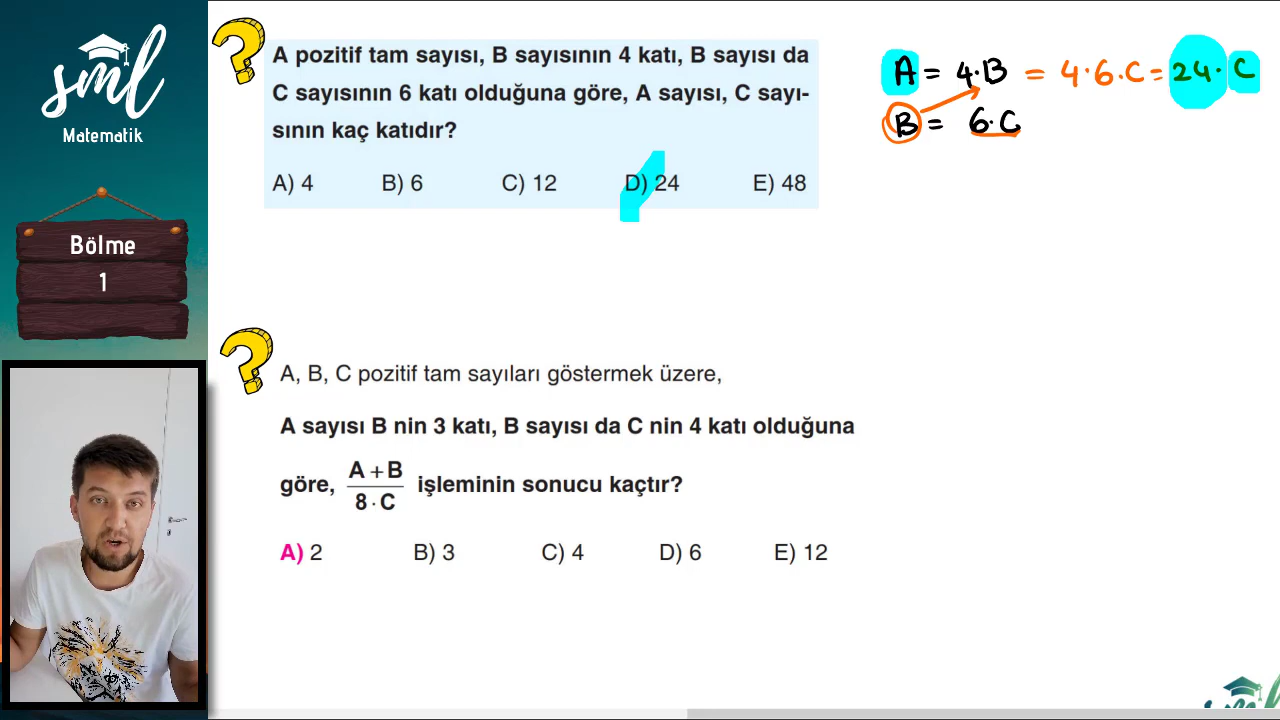 sml
Matematik
Bölme
1
A pozitif tam sayısı, B sayısının 4 katı, B sayısı da
C sayısının 6 katı olduğuna göre, A sayısı, C sayı-
sının kaç katıdır?
A) 4 B) 6 C) 12 D) 24 E) 48
A = 4·B = 4·6·C = 24·C
B = 6·C
A, B, C pozitif tam sayıları göstermek üzere,
A sayısı B nin 3 katı, B sayısı da C nin 4 katı olduğuna
göre, A + B / 8 · C işleminin sonucu kaçtır?
A) 2 B) 3 C) 4 D) 6 E) 12